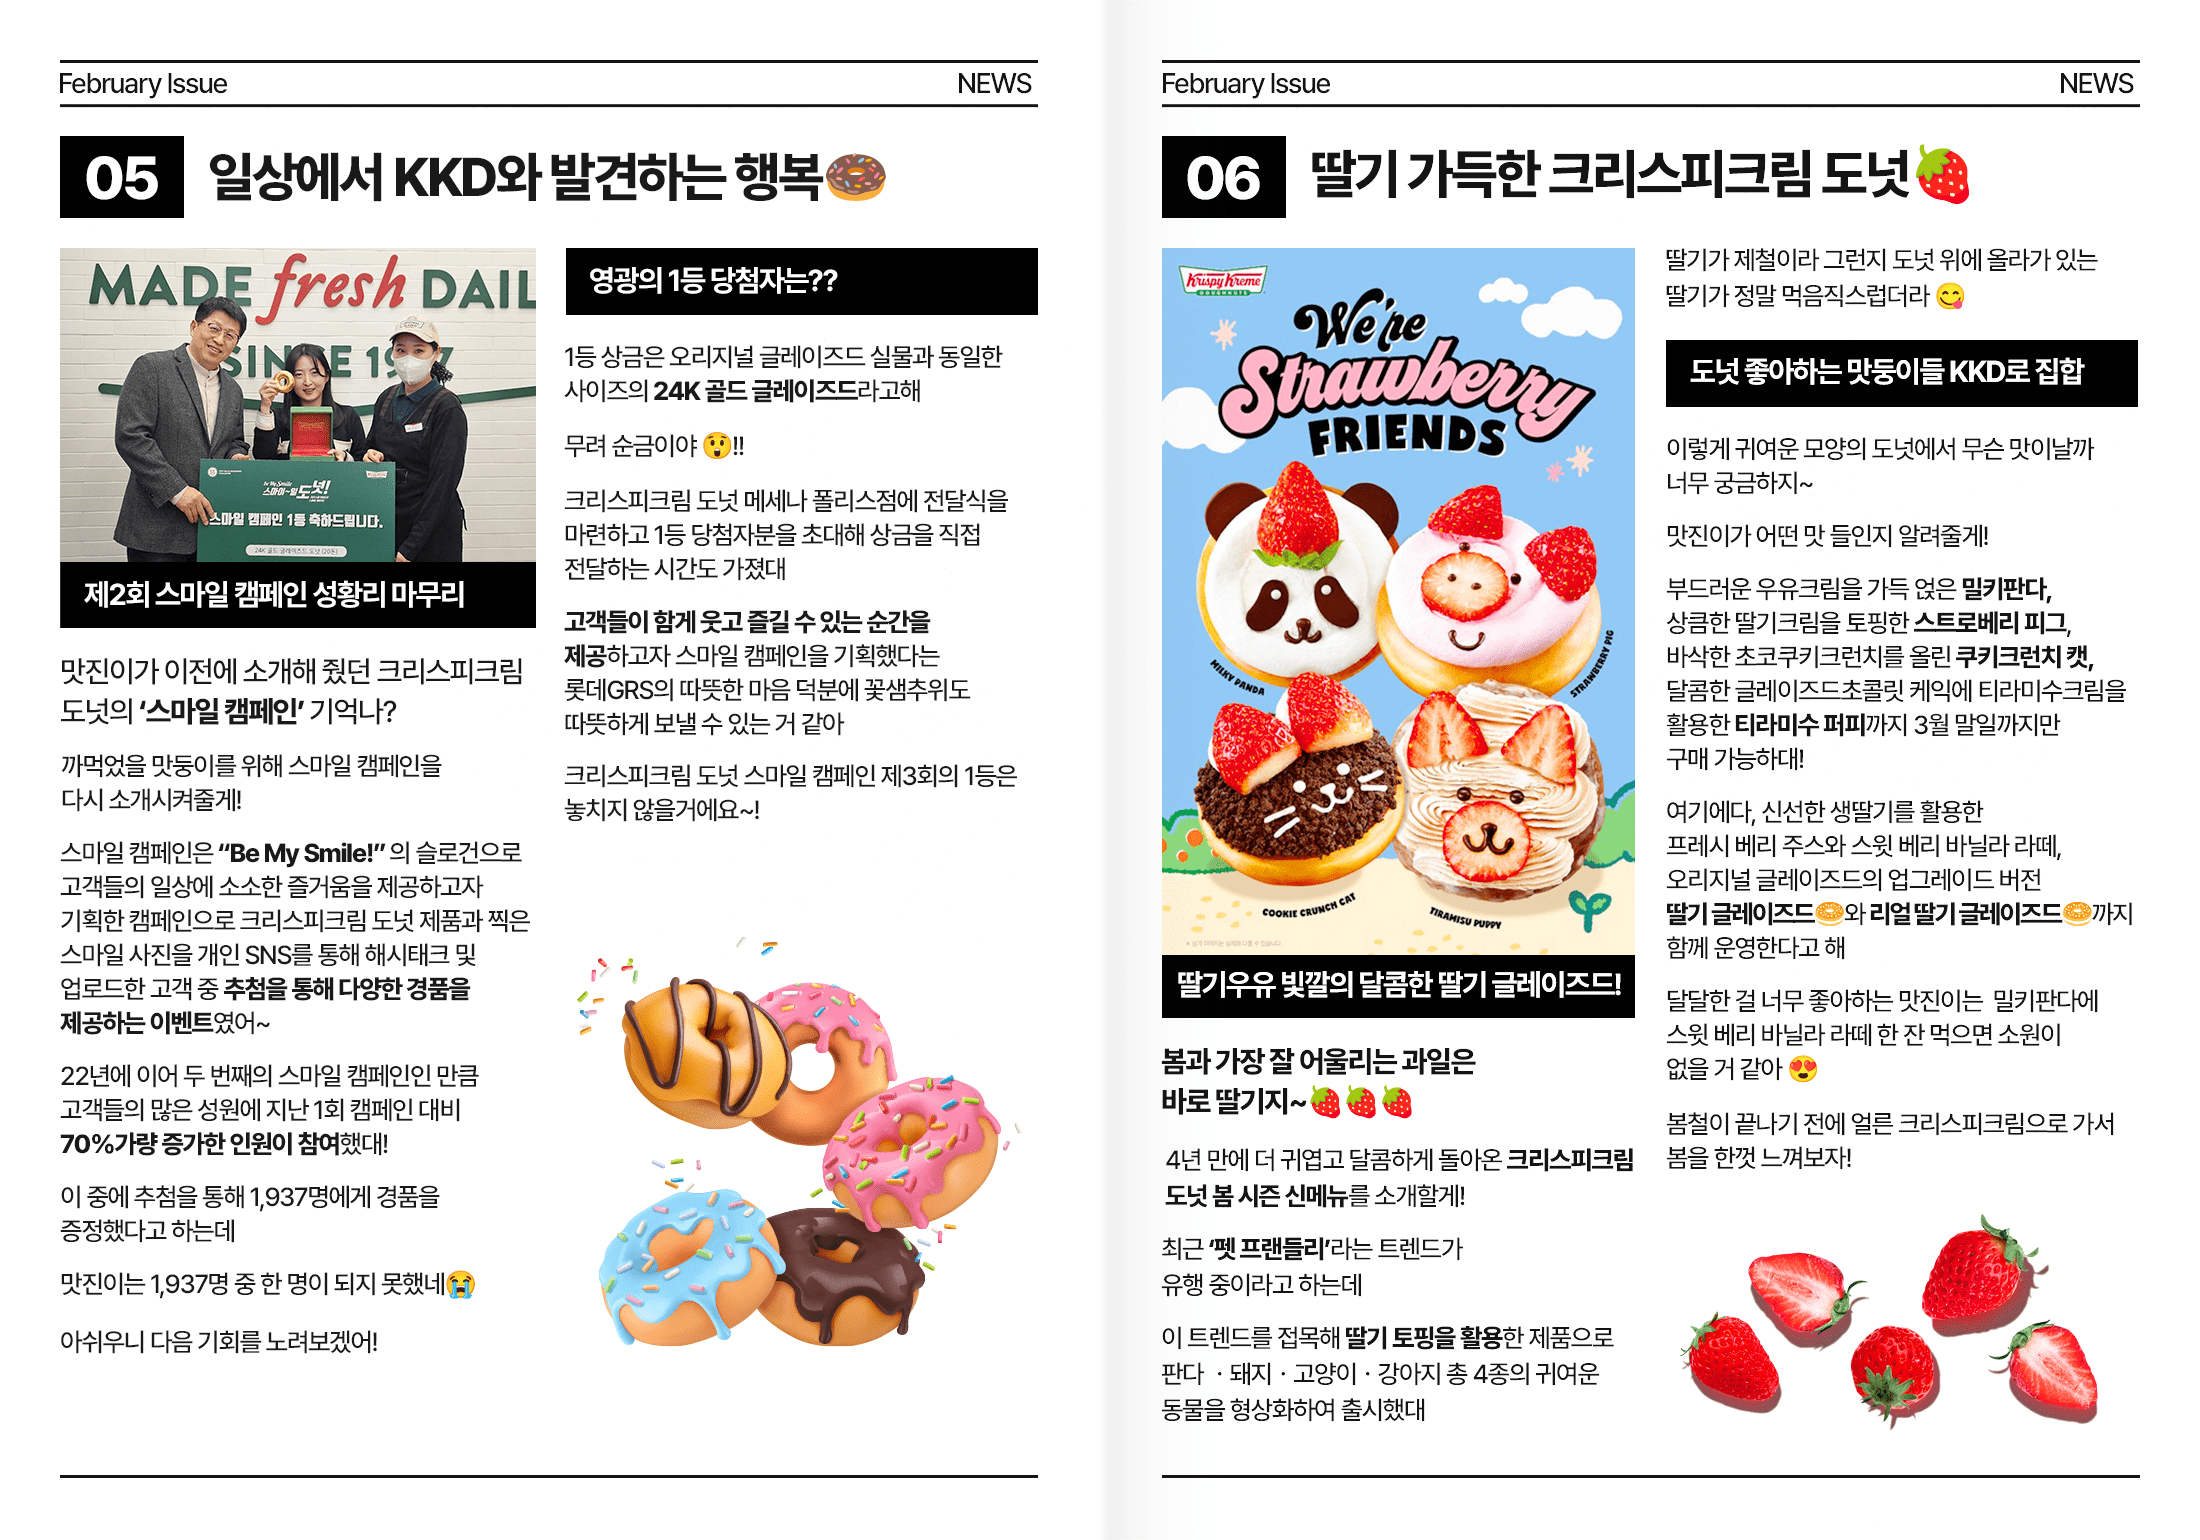 February Issue
NEWS
05
일상에서 KKD와 발견하는 행복🍩
MADE fresh DAIL
SINCE 1937
be My Smile
스마이~일 도넛!
스마일 캠페인 1등 축하드립니다.
24K 골드 글레이즈드 도넛 (20돈)
제2회 스마일 캠페인 성황리 마무리
맛진이가 이전에 소개해 줬던 크리스피크림
도넛의 ‘스마일 캠페인’ 기억나?
까먹었을 맛둥이를 위해 스마일 캠페인을
다시 소개시켜줄게!
스마일 캠페인은 “Be My Smile!” 의 슬로건으로
고객들의 일상에 소소한 즐거움을 제공하고자
기획한 캠페인으로 크리스피크림 도넛 제품과 찍은
스마일 사진을 개인 SNS를 통해 해시태크 및
업로드한 고객 중 추첨을 통해 다양한 경품을
제공하는 이벤트였어~
22년에 이어 두 번째의 스마일 캠페인인 만큼
고객들의 많은 성원에 지난 1회 캠페인 대비
70%가량 증가한 인원이 참여했대!
이 중에 추첨을 통해 1,937명에게 경품을
증정했다고 하는데
맛진이는 1,937명 중 한 명이 되지 못했네😭
아쉬우니 다음 기회를 노려보겠어!
영광의 1등 당첨자는??
1등 상금은 오리지널 글레이즈드 실물과 동일한
사이즈의 24K 골드 글레이즈드라고해
무려 순금이야 😲!!
크리스피크림 도넛 메세나 폴리스점에 전달식을
마련하고 1등 당첨자분을 초대해 상금을 직접
전달하는 시간도 가졌대
고객들이 함게 웃고 즐길 수 있는 순간을
제공하고자 스마일 캠페인을 기획했다는
롯데GRS의 따뜻한 마음 덕분에 꽃샘추위도
따뜻하게 보낼 수 있는 거 같아
크리스피크림 도넛 스마일 캠페인 제3회의 1등은
놓치지 않을거에요~!
February Issue
NEWS
06
딸기 가득한 크리스피크림 도넛🍓
Krispy Kreme
DOUGHNUTS
We're
Strawberry
FRIENDS
MILKY PANDA
STRAWBERRY PIG
COOKIE CRUNCH CAT
TIRAMISU PUPPY
딸기우유 빛깔의 달콤한 딸기 글레이즈드!
봄과 가장 잘 어울리는 과일은
바로 딸기지~🍓🍓🍓
4년 만에 더 귀엽고 달콤하게 돌아온 크리스피크림
도넛 봄 시즌 신메뉴를 소개할게!
최근 ‘펫 프랜들리’라는 트렌드가
유행 중이라고 하는데
이 트렌드를 접목해 딸기 토핑을 활용한 제품으로
판다 · 돼지 · 고양이 · 강아지 총 4종의 귀여운
동물을 형상화하여 출시했대
딸기가 제철이라 그런지 도넛 위에 올라가 있는
딸기가 정말 먹음직스럽더라 😋
도넛 좋아하는 맛둥이들 KKD로 집합
이렇게 귀여운 모양의 도넛에서 무슨 맛이날까
너무 궁금하지~
맛진이가 어떤 맛 들인지 알려줄게!
부드러운 우유크림을 가득 얹은 밀키판다,
상큼한 딸기크림을 토핑한 스트로베리 피그,
바삭한 초코쿠키크런치를 올린 쿠키크런치 캣,
달콤한 글레이즈드초콜릿 케익에 티라미수크림을
활용한 티라미수 퍼피까지 3월 말일까지만
구매 가능하대!
여기에다, 신선한 생딸기를 활용한
프레시 베리 주스와 스윗 베리 바닐라 라떼,
오리지널 글레이즈드의 업그레이드 버전
딸기 글레이즈드🥯와 리얼 딸기 글레이즈드🥯까지
함께 운영한다고 해
달달한 걸 너무 좋아하는 맛진이는 밀키판다에
스윗 베리 바닐라 라떼 한 잔 먹으면 소원이
없을 거 같아 😍
봄철이 끝나기 전에 얼른 크리스피크림으로 가서
봄을 한껏 느껴보자!